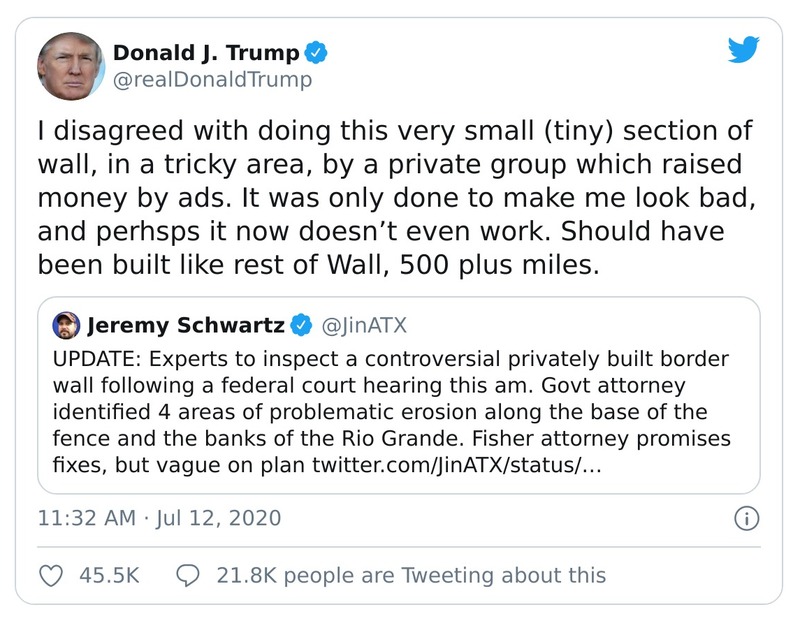 Donald J. Trump
@realDonaldTrump
I disagreed with doing this very small (tiny) section of
wall, in a tricky area, by a private group which raised
money by ads. It was only done to make me look bad,
and perhsps it now doesn’t even work. Should have
been built like rest of Wall, 500 plus miles.
Jeremy Schwartz @JinATX
UPDATE: Experts to inspect a controversial privately built border
wall following a federal court hearing this am. Govt attorney
identified 4 areas of problematic erosion along the base of the
fence and the banks of the Rio Grande. Fisher attorney promises
fixes, but vague on plan twitter.com/JinATX/status/…
11:32 AM · Jul 12, 2020
45.5K 21.8K people are Tweeting about this